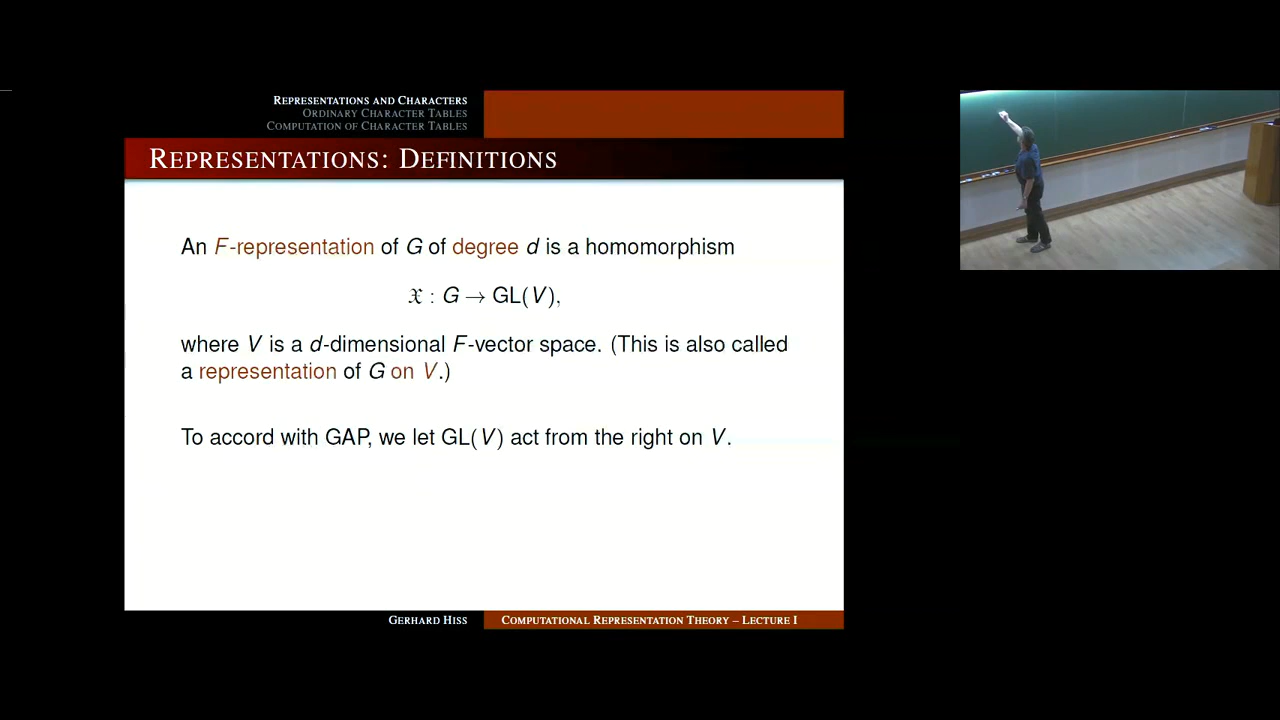 REPRESENTATIONS AND CHARACTERS
ORDINARY CHARACTER TABLES
COMPUTATION OF CHARACTER TABLES
REPRESENTATIONS: DEFINITIONS
An F-representation of G of degree d is a homomorphism
𝔛 : G → GL(V),
where V is a d-dimensional F-vector space. (This is also called
a representation of G on V.)
To accord with GAP, we let GL(V) act from the right on V.
GERHARD HISS
COMPUTATIONAL REPRESENTATION THEORY – LECTURE I